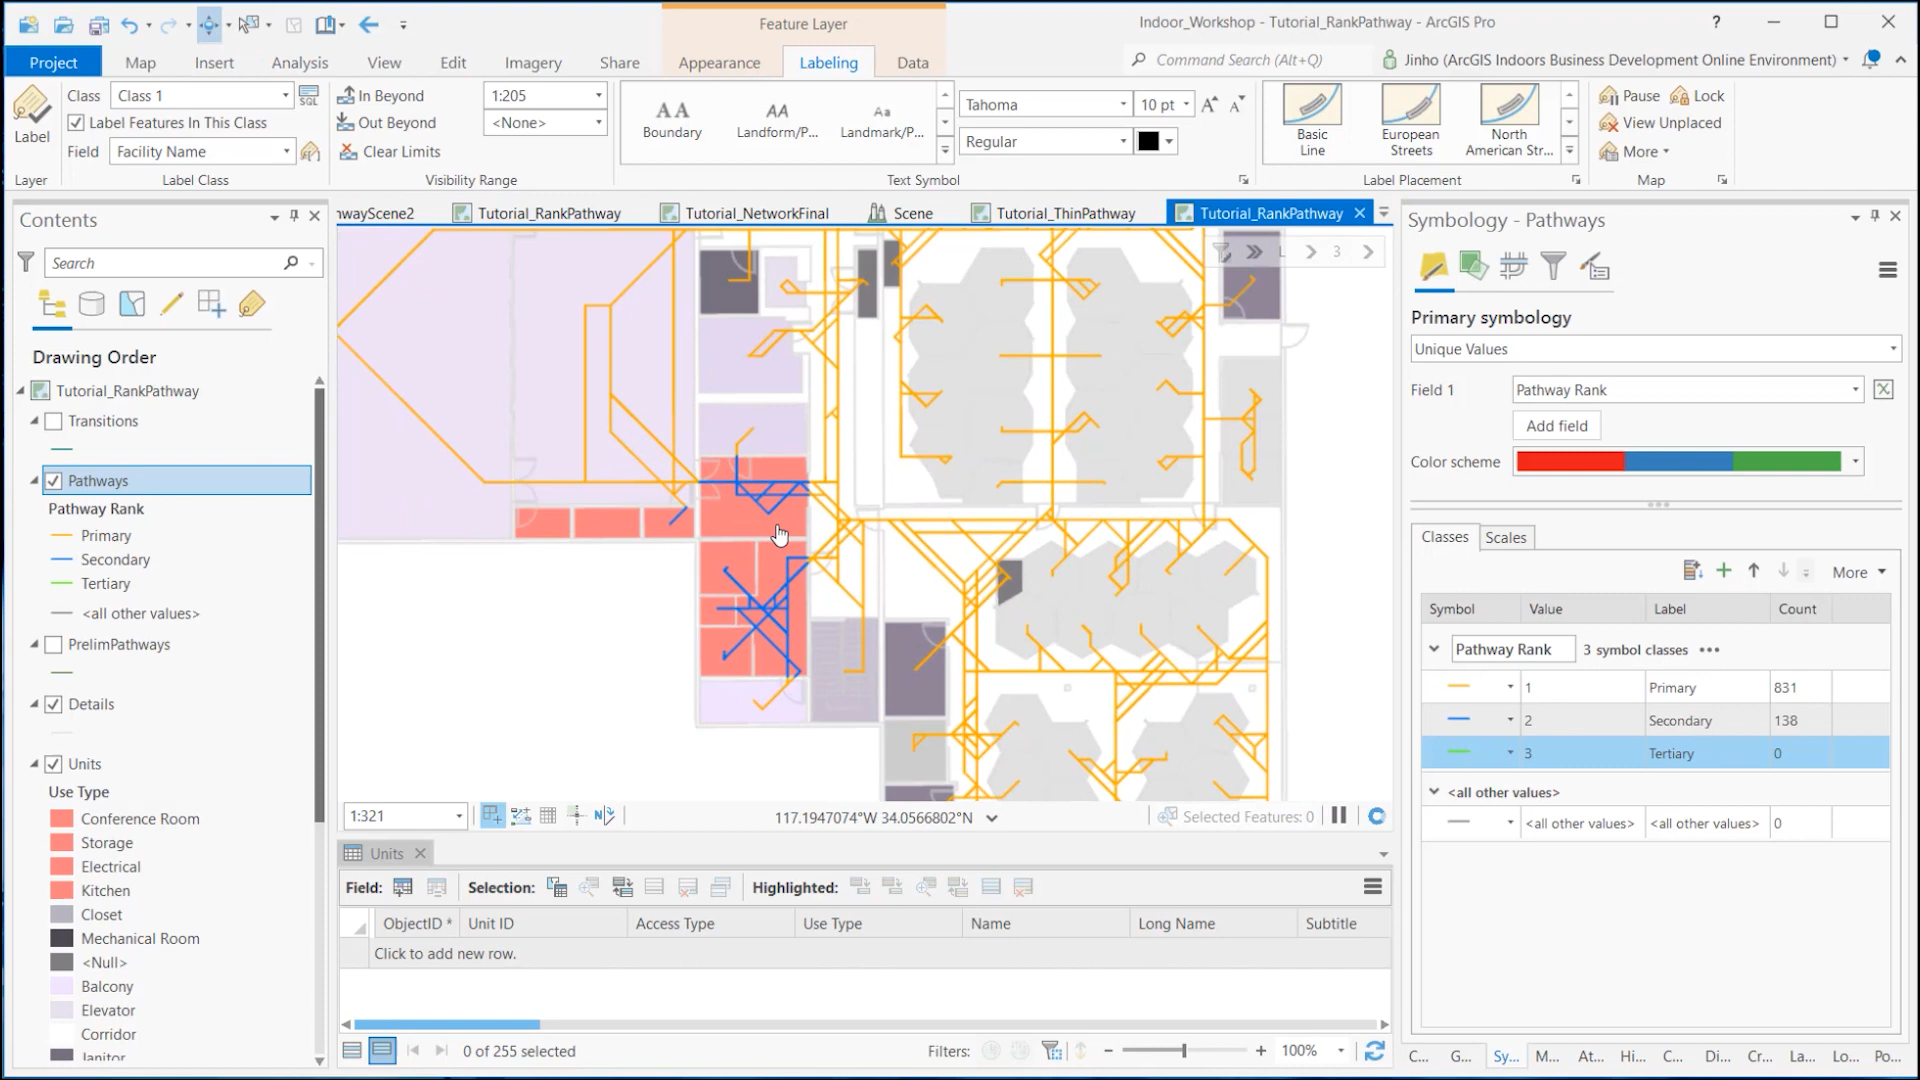 Feature Layer
Indoor_Workshop - Tutorial_RankPathway - ArcGIS Pro
?
Project
Map
Insert
Analysis
View
Edit
Imagery
Share
Appearance
Labeling
Data
Command Search (Alt+Q)
Jinho (ArcGIS Indoors Business Development Online Environment)
Label
Layer
Class
Class 1
SQL
Label Features In This Class
Field
Facility Name
Label Class
In Beyond
1:205
Out Beyond
<None>
Clear Limits
Visibility Range
AA
Boundary
AA
Landform/P...
Aa
Landmark/P...
Tahoma
10 pt
Regular
Text Symbol
Basic
Line
European
Streets
North
American Str...
Label Placement
Pause
Lock
View Unplaced
More
Map
Contents
Search
Drawing Order
Tutorial_RankPathway
Transitions
Pathways
Pathway Rank
Primary
Secondary
Tertiary
<all other values>
PrelimPathways
Details
Units
Use Type
Conference Room
Storage
Electrical
Kitchen
Closet
Mechanical Room
<Null>
Balcony
Elevator
Corridor
Janitor
hwayScene2
Tutorial_RankPathway
Tutorial_NetworkFinal
Scene
Tutorial_ThinPathway
Tutorial_RankPathway
L
3
1:321
117.1947074°W 34.0566802°N
Selected Features: 0
Units
Field:
Selection:
Highlighted:
ObjectID *
Unit ID
Access Type
Use Type
Name
Long Name
Subtitle
Click to add new row.
0 of 255 selected
Filters:
100%
Symbology - Pathways
Primary symbology
Unique Values
Field 1
Pathway Rank
Add field
Color scheme
Classes
Scales
More
Symbol
Value
Label
Count
Pathway Rank
3 symbol classes
1
Primary
831
2
Secondary
138
3
Tertiary
0
<all other values>
<all other values>
<all other values>
0
C...
G...
Sy...
M...
At...
Hi...
C...
Di...
Cr...
La...
Lo...
Po...